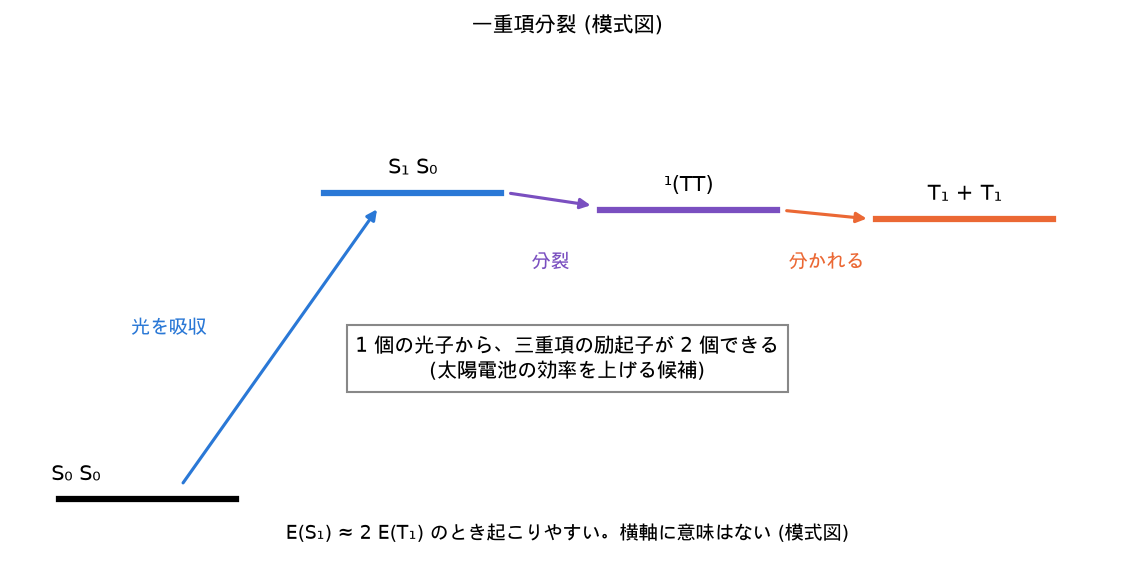 一重項分裂 (模式図)
S₁ S₀
¹(TT)
T₁ + T₁
分裂
分かれる
光を吸収
1 個の光子から、三重項の励起子が 2 個できる
(太陽電池の効率を上げる候補)
S₀ S₀
E(S₁) ≈ 2 E(T₁) のとき起こりやすい。横軸に意味はない (模式図)